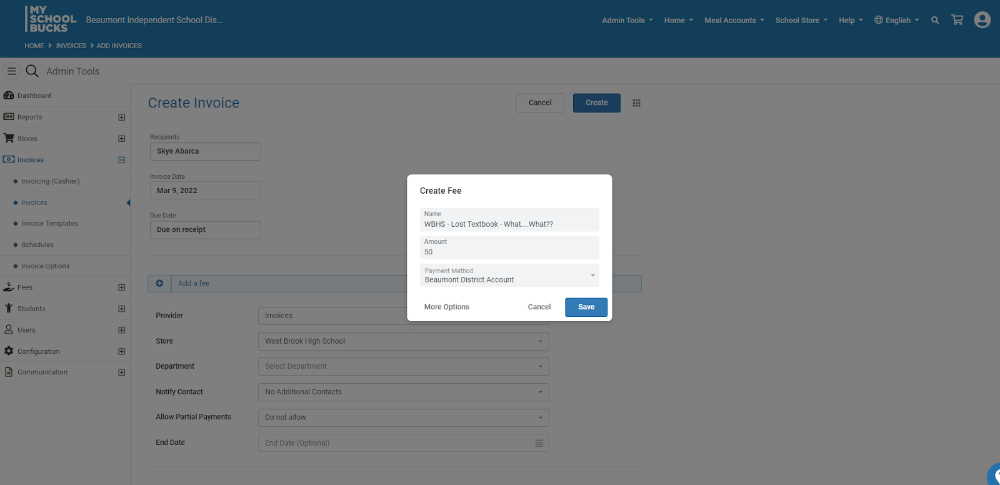 MY
SCHOOL
BUCKS
Beaumont Independent School Dis...
Admin Tools
Home
Meal Accounts
School Store
Help
English
HOME > INVOICES > ADD INVOICES
Admin Tools
Dashboard
Reports
Stores
Invoices
Invoicing (Cashier)
Invoices
Invoice Templates
Schedules
Invoice Options
Fees
Students
Users
Configuration
Communication
Create Invoice
Cancel
Create
Recipients
Skye Abarca
Invoice Date
Mar 9, 2022
Due Date
Due on receipt
Add a fee
Provider
Invoices
Store
West Brook High School
Department
Select Department
Notify Contact
No Additional Contacts
Allow Partial Payments
Do not allow
End Date
End Date (Optional)
Create Fee
Name
WBHS - Lost Textbook - What....What??
Amount
50
Payment Method
Beaumont District Account
More Options
Cancel
Save